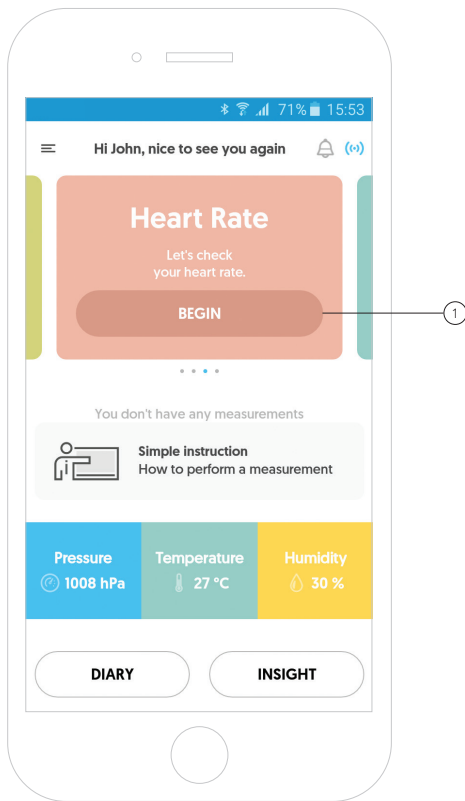 71% 15:53
Hi John, nice to see you again
Heart Rate
Let's check
your heart rate.
BEGIN
1
You don't have any measurements
Simple instruction
How to perform a measurement
Pressure
1008 hPa
Temperature
27 °C
Humidity
30 %
DIARY
INSIGHT